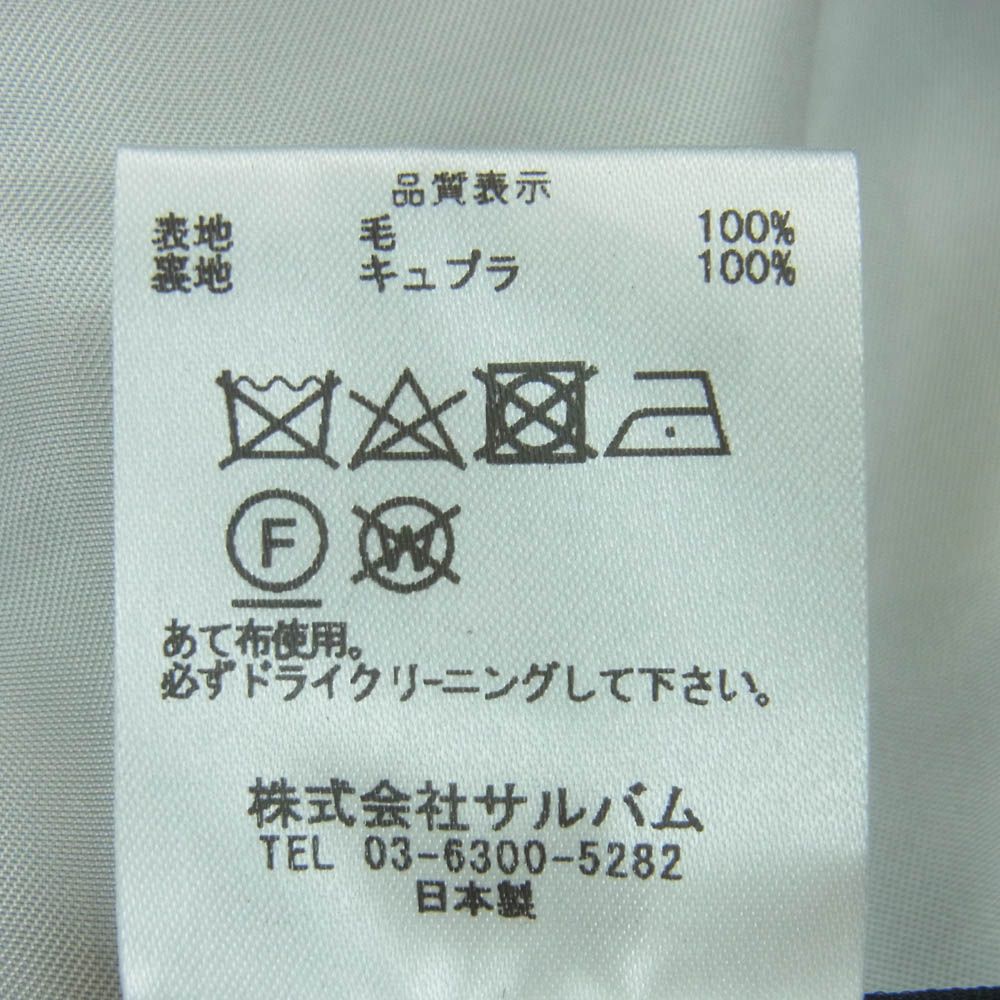 品質表示
表地 毛 100%
裏地 キュプラ 100%
F W
あて布使用。
必ずドライクリーニングして下さい。
株式会社サルバム
TEL 03-6300-5282
日本製